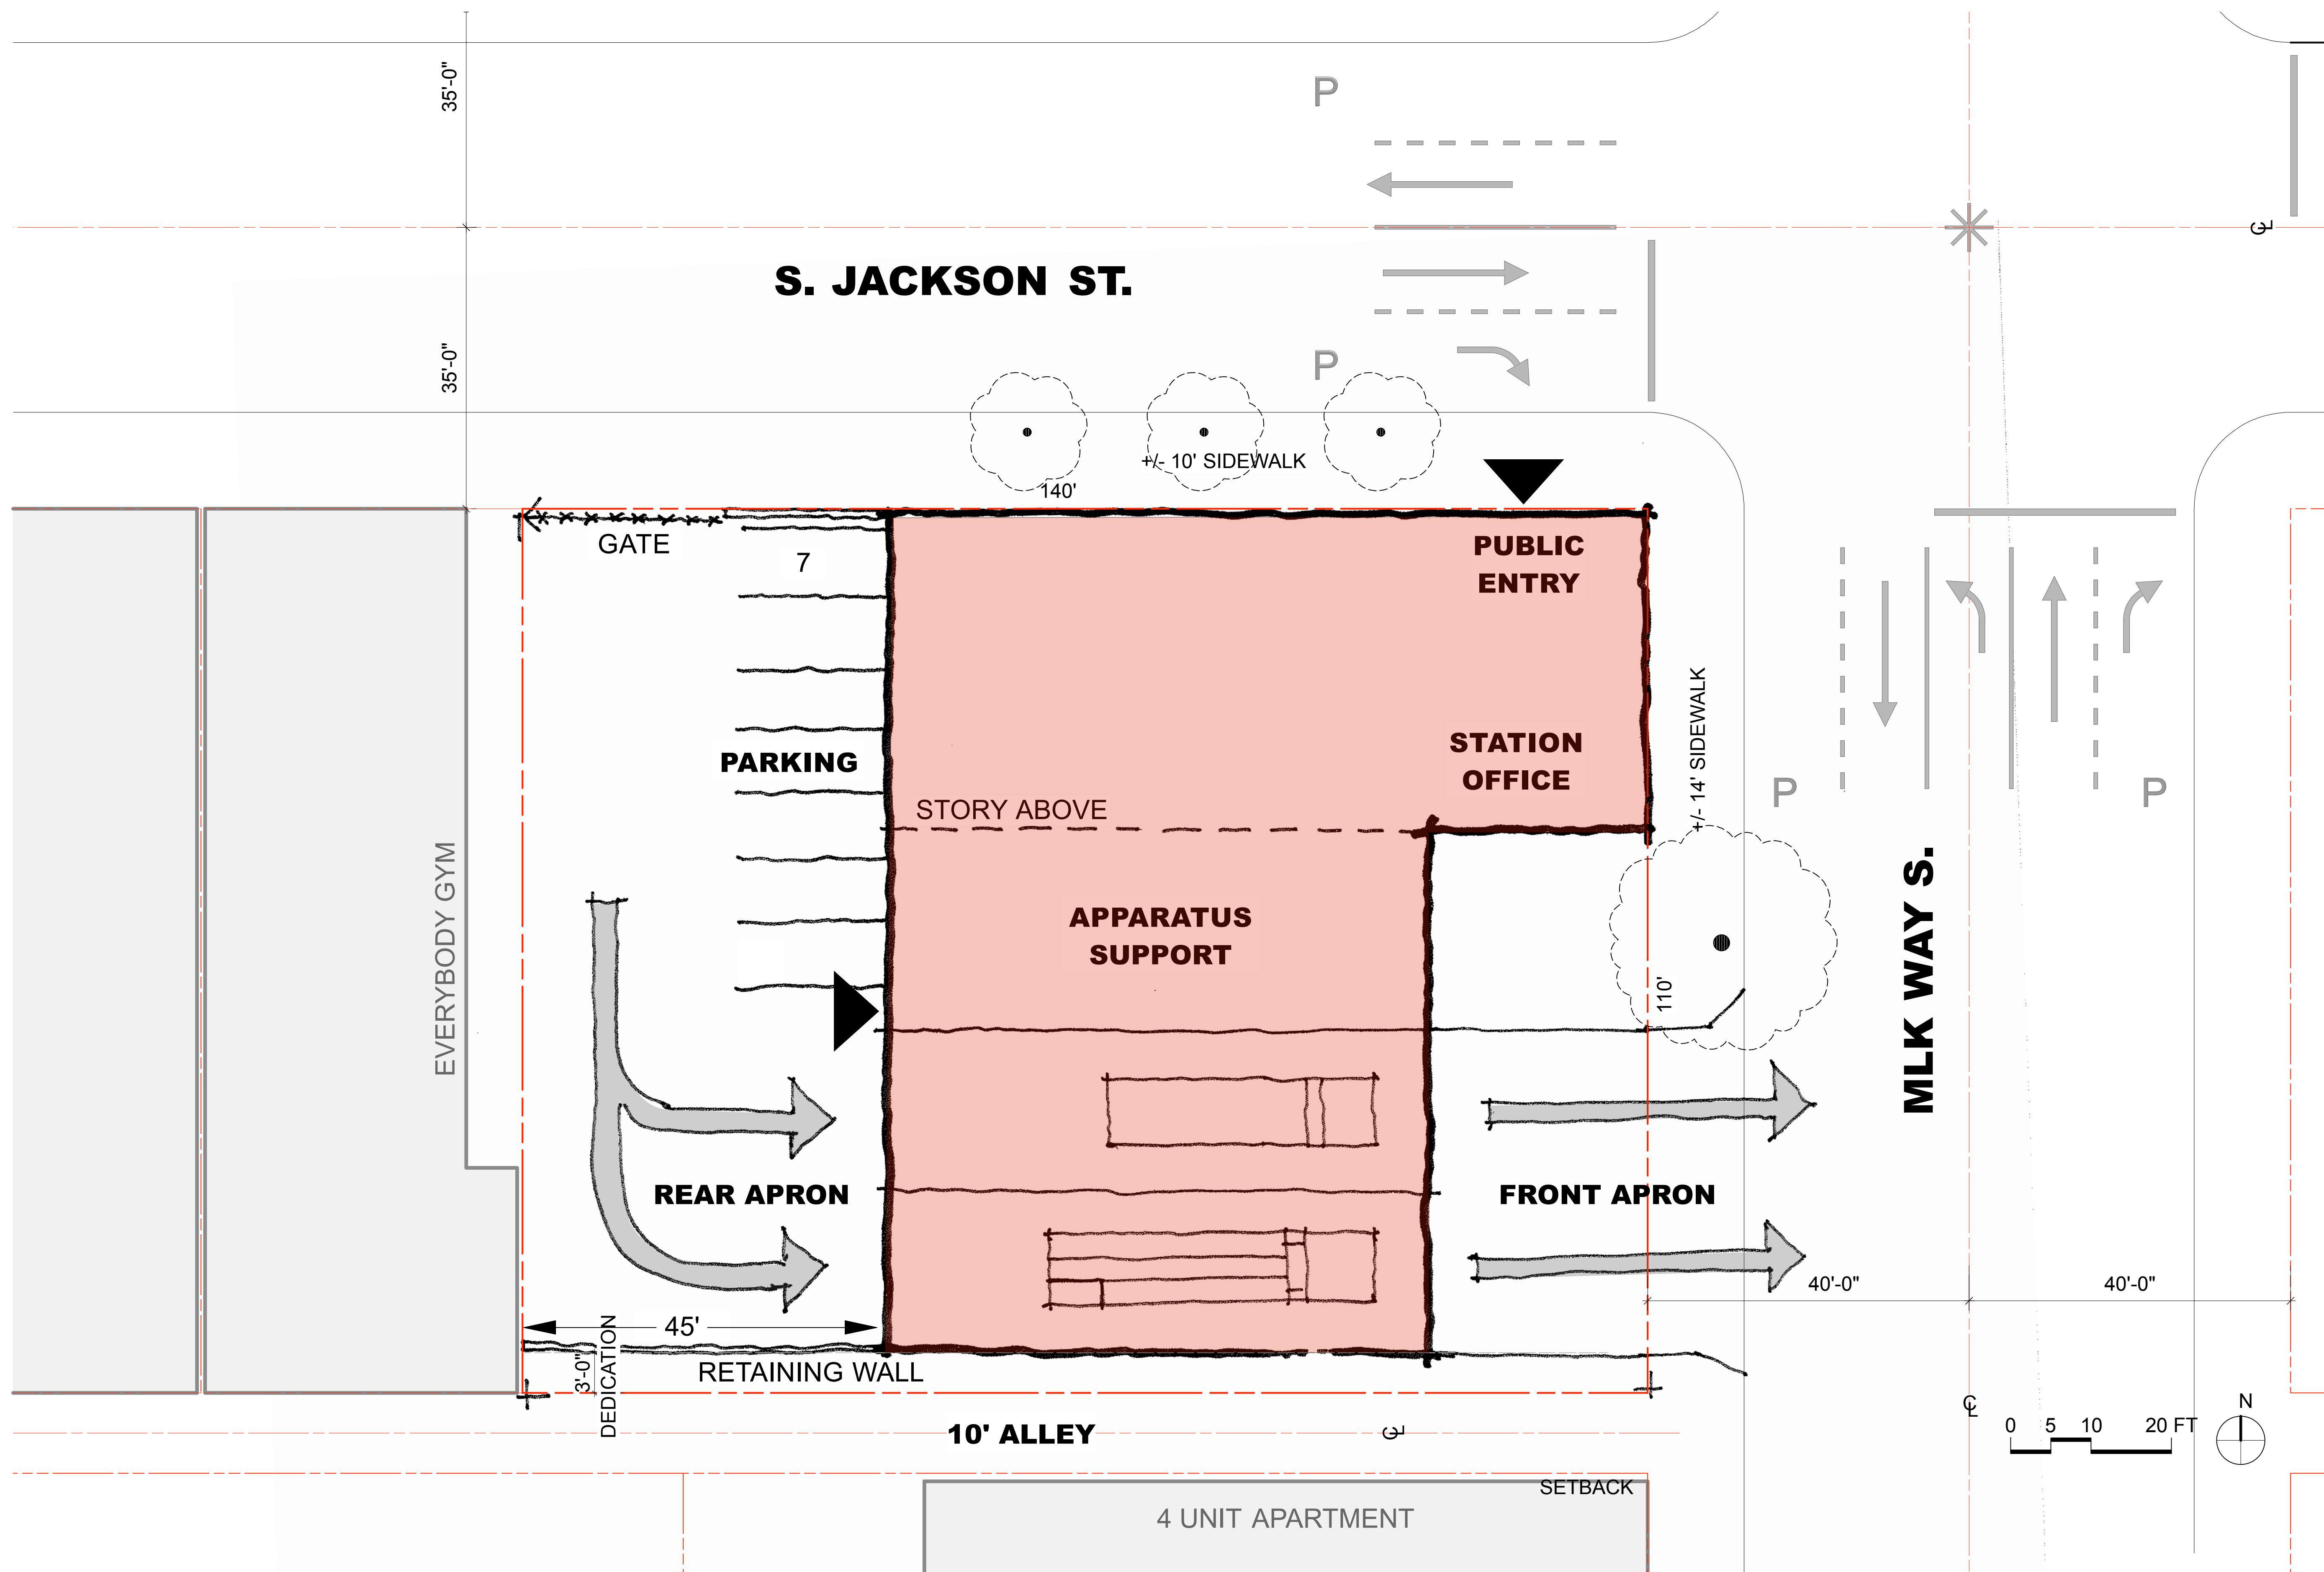 35'-0"
P
S. JACKSON ST.
35'-0"
P
℄
+/- 10' SIDEWALK
140'
GATE
7
PUBLIC
ENTRY
+/- 14' SIDEWALK
STATION
OFFICE
PARKING
P
P
STORY ABOVE
EVERYBODY GYM
APPARATUS
SUPPORT
110'
MLK WAY S.
REAR APRON
FRONT APRON
40'-0"
40'-0"
45'
3'-0"
DEDICATION
RETAINING WALL
10' ALLEY
℄
℄
N
0 5 10 20 FT
SETBACK
4 UNIT APARTMENT